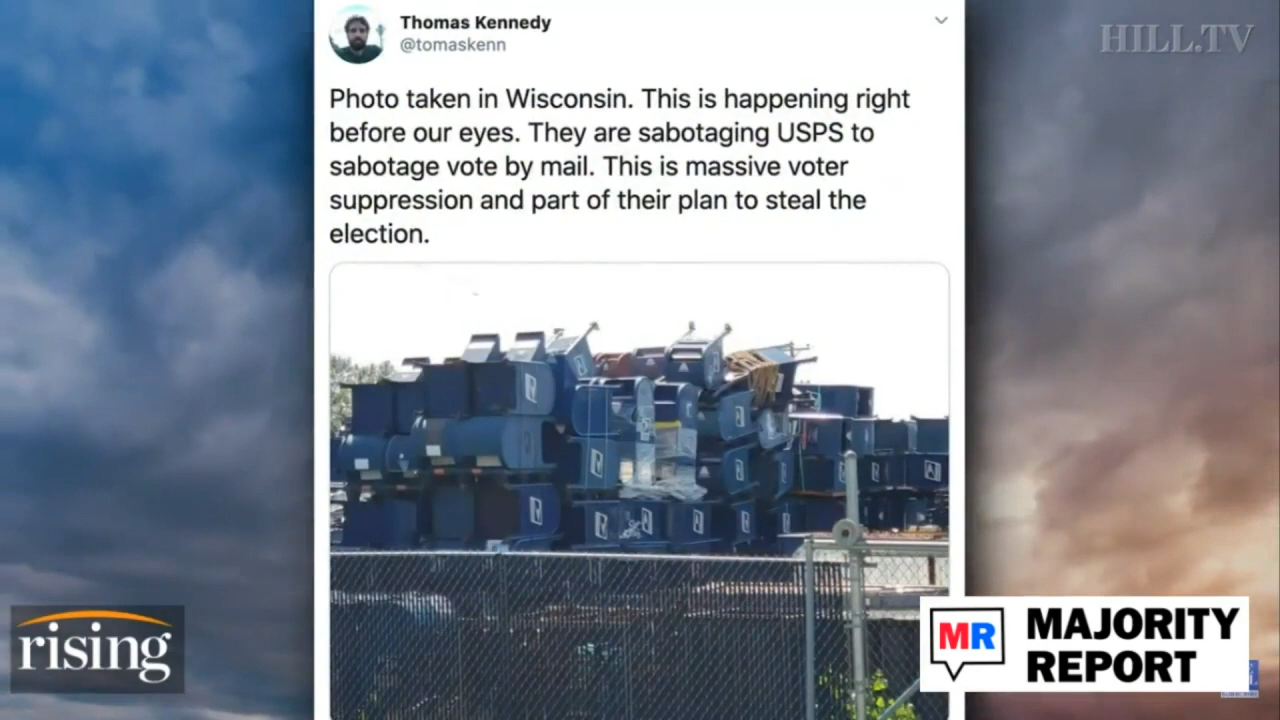 Thomas Kennedy
@tomaskenn
HILL.TV
Photo taken in Wisconsin. This is happening right
before our eyes. They are sabotaging USPS to
sabotage vote by mail. This is massive voter
suppression and part of their plan to steal the
election.
rising
MR
MAJORITY
REPORT